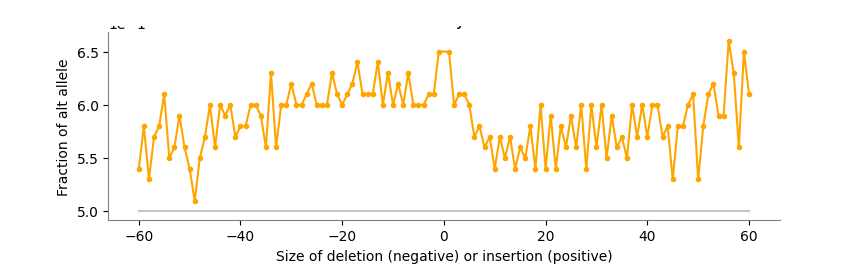 6.5
6.0
5.5
5.0
Fraction of alt allele
−60 −40 −20 0 20 40 60
Size of deletion (negative) or insertion (positive)